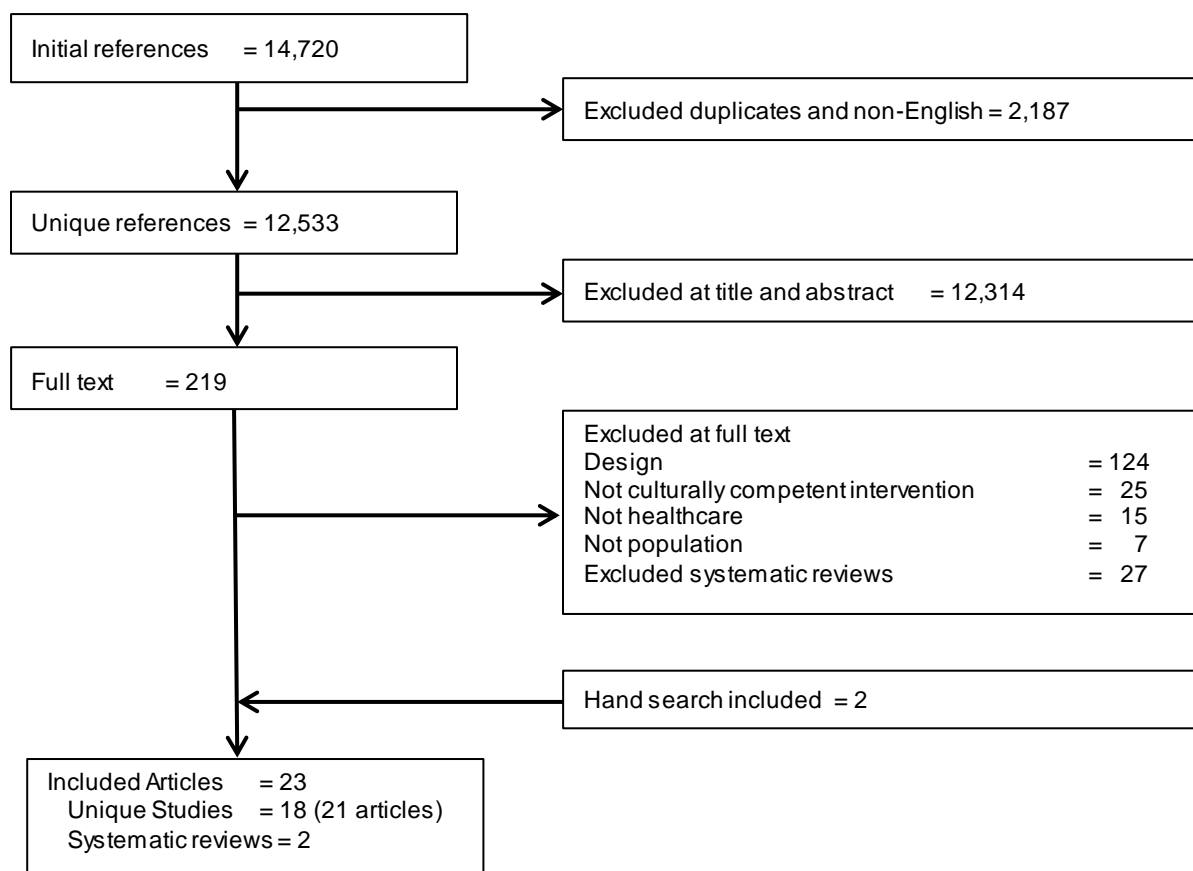 Initial references = 14,720
Excluded duplicates and non-English = 2,187
Unique references = 12,533
Excluded at title and abstract = 12,314
Full text = 219
Excluded at full text
Design = 124
Not culturally competent intervention = 25
Not healthcare = 15
Not population = 7
Excluded systematic reviews = 27
Hand search included = 2
Included Articles = 23
Unique Studies = 18 (21 articles)
Systematic reviews = 2